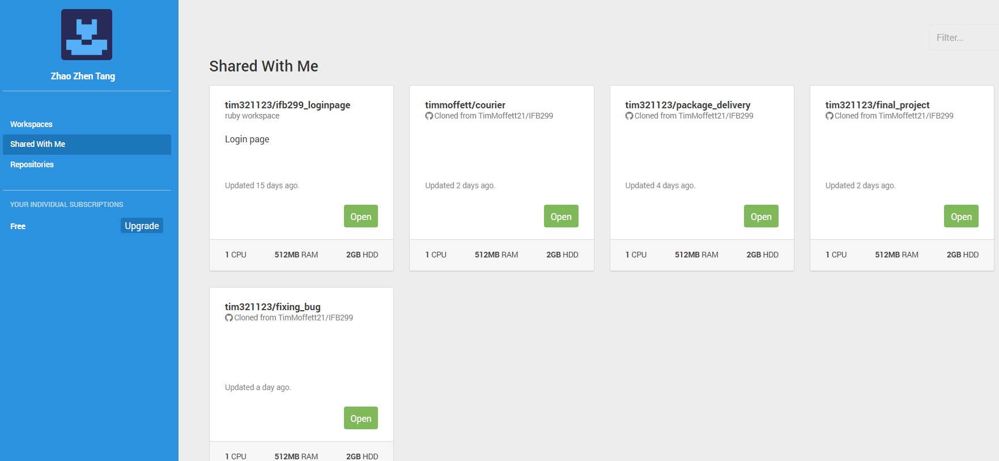 Zhao Zhen Tang
Workspaces
Shared With Me
Repositories
YOUR INDIVIDUAL SUBSCRIPTIONS
Free Upgrade
Filter...
Shared With Me
tim321123/ifb299_loginpage
ruby workspace
Login page
Updated 15 days ago.
Open
1 CPU 512MB RAM 2GB HDD
timmoffett/courier
Cloned from TimMoffett21/IFB299
Updated 2 days ago.
Open
1 CPU 512MB RAM 2GB HDD
tim321123/package_delivery
Cloned from TimMoffett21/IFB299
Updated 4 days ago.
Open
1 CPU 512MB RAM 2GB HDD
tim321123/final_project
Cloned from TimMoffett21/IFB299
Updated 2 days ago.
Open
1 CPU 512MB RAM 2GB HDD
tim321123/fixing_bug
Cloned from TimMoffett21/IFB299
Updated a day ago.
Open
1 CPU 512MB RAM 2GB HDD